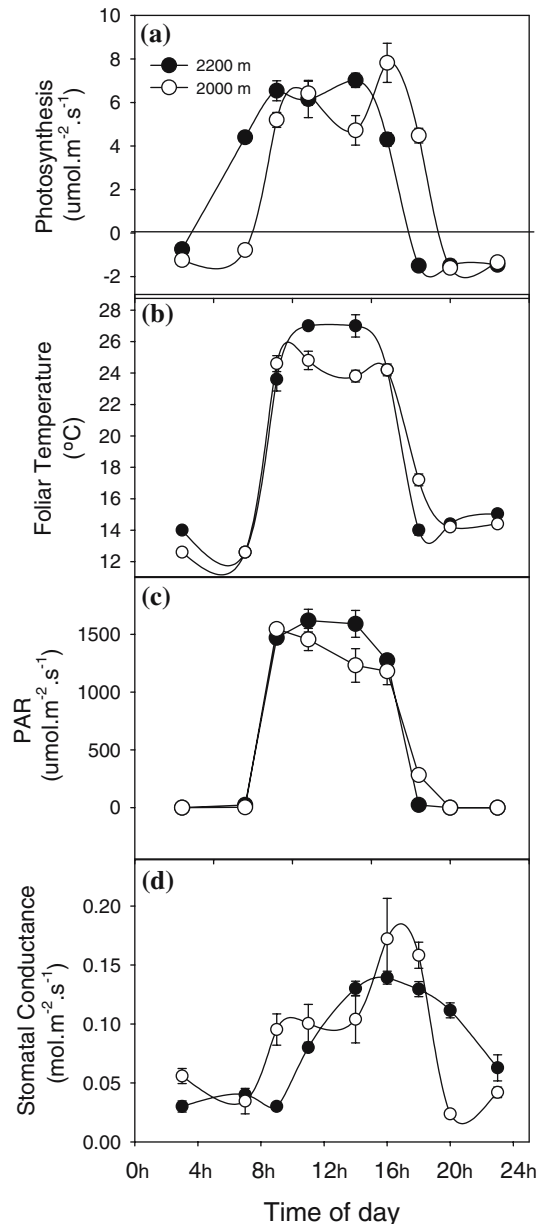 (a)
2200 m
2000 m
10
8
6
4
2
0
-2
Photosynthesis
(umol.m-2.s-1)
(b)
28
26
24
22
20
18
16
14
12
Foliar Temperature
(ºC)
(c)
1500
1000
500
0
PAR
(umol.m-2.s-1)
(d)
0.20
0.15
0.10
0.05
0.00
Stomatal Conductance
(mol.m-2.s-1)
0h 4h 8h 12h 16h 20h 24h
Time of day